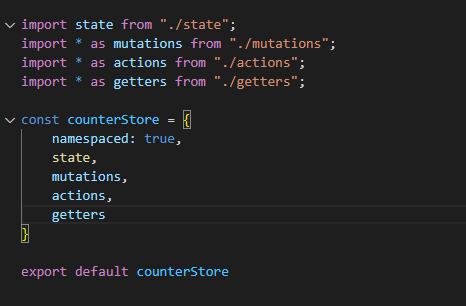 import state from "./state";
import * as mutations from "./mutations";
import * as actions from "./actions";
import * as getters from "./getters";

const counterStore = {
    namespaced: true,
    state,
    mutations,
    actions,
    getters
}

export default counterStore